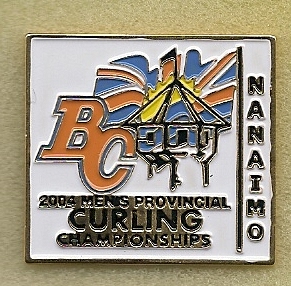 BC
2004 MEN'S PROVINCIAL
CURLING
CHAMPIONSHIPS
NANAIMO